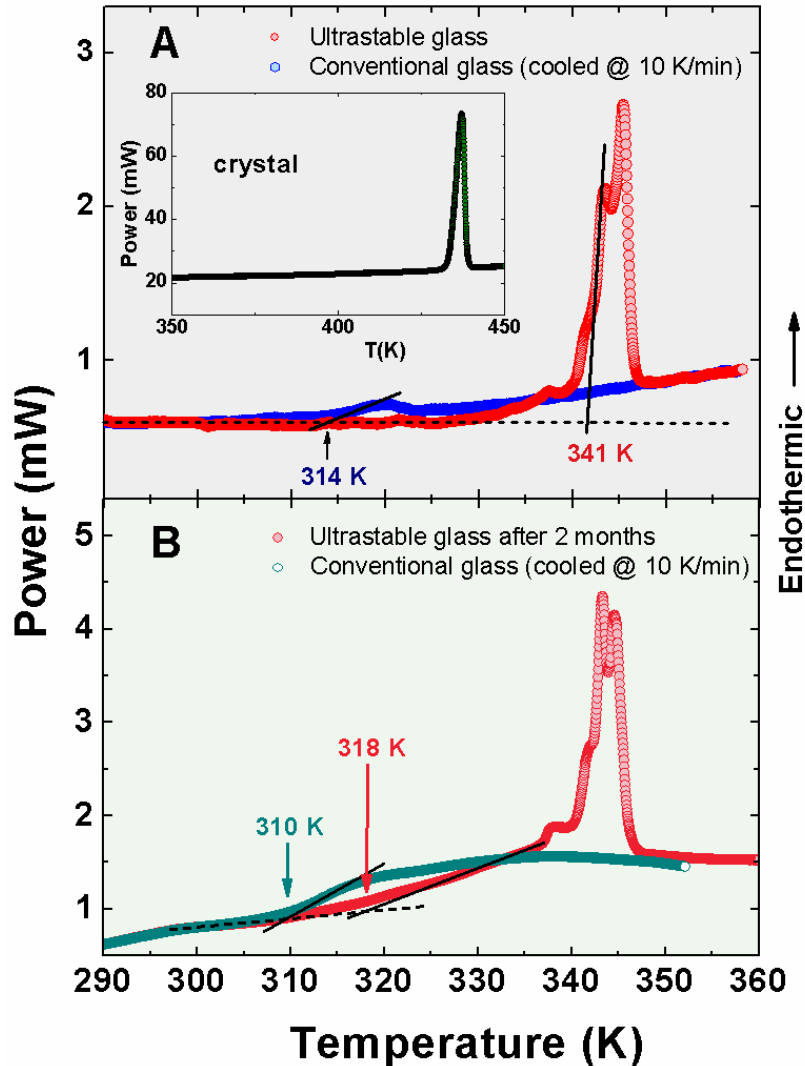 A
Ultrastable glass
Conventional glass (cooled @ 10 K/min)
3
2
1
80
60
40
20
Power (mW)
crystal
350
400
450
T(K)
314 K
341 K
Power (mW)
Endothermic
B
Ultrastable glass after 2 months
Conventional glass (cooled @ 10 K/min)
5
4
3
2
1
318 K
310 K
290
300
310
320
330
340
350
360
Temperature (K)